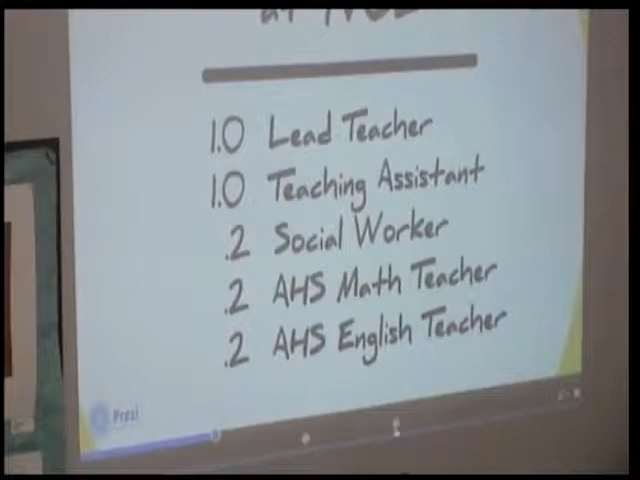 1.0 Lead Teacher
1.0 Teaching Assistant
.2 Social Worker
.2 AHS Math Teacher
.2 AHS English Teacher
Prezi